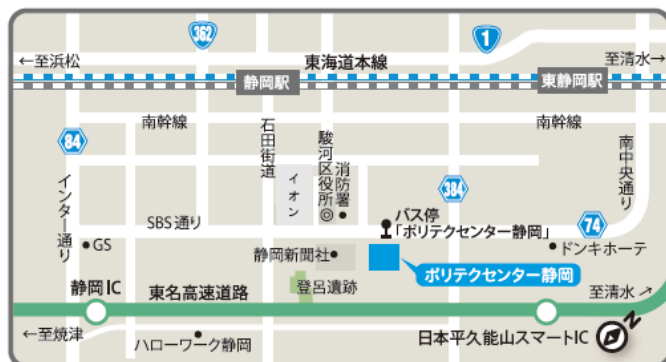 362
1
←至浜松
東海道本線
至清水→
静岡駅
東静岡駅
南幹線
石田街道
駿河区役所
消防署
南幹線
南中央通り
84
インター通り
イオン
384
SBS通り
バス停
「ポリテクセンター静岡」
74
GS
静岡新聞社
ドンキホーテ
ポリテクセンター静岡
静岡IC
東名高速道路
登呂遺跡
至清水↗
←至焼津
ハローワーク静岡
日本平久能山スマートIC
N